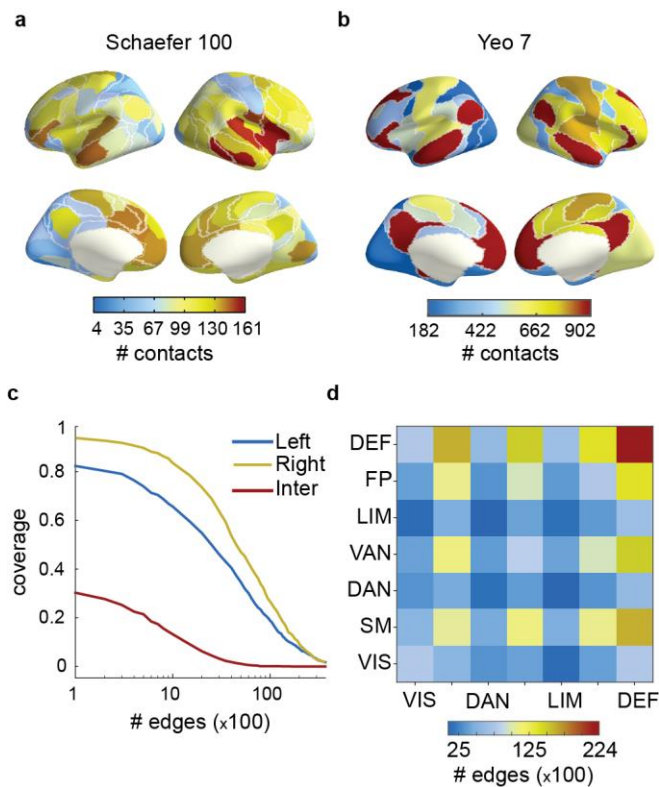 a
Schaefer 100
b
Yeo 7
4 35 67 99 130 161
# contacts
182 422 662 902
# contacts
c
1
0.8
0.6
0.4
0.2
0
coverage
Left
Right
Inter
1 10 100
# edges (x100)
d
DEF
FP
LIM
VAN
DAN
SM
VIS
VIS DAN LIM DEF
25 125 224
# edges (x100)